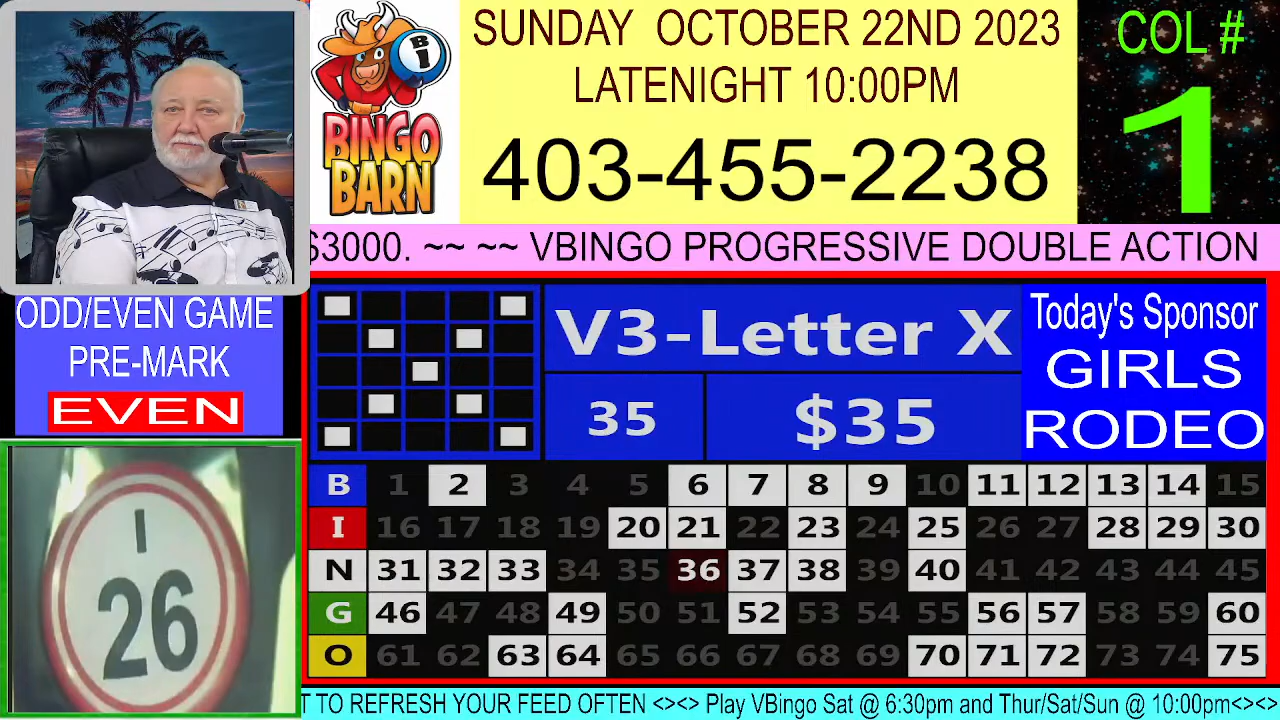 BINGO
BARN
B
I
SUNDAY OCTOBER 22ND 2023
LATENIGHT 10:00PM
403-455-2238
COL #
1
$3000. ~~ ~~ VBINGO PROGRESSIVE DOUBLE ACTION
ODD/EVEN GAME
PRE-MARK
EVEN
V3-Letter X
35
$35
Today's Sponsor
GIRLS
RODEO
I
26
B 1 2 3 4 5 6 7 8 9 10 11 12 13 14 15
I 16 17 18 19 20 21 22 23 24 25 26 27 28 29 30
N 31 32 33 34 35 36 37 38 39 40 41 42 43 44 45
G 46 47 48 49 50 51 52 53 54 55 56 57 58 59 60
O 61 62 63 64 65 66 67 68 69 70 71 72 73 74 75
T TO REFRESH YOUR FEED OFTEN <><> Play VBingo Sat @ 6:30pm and Thur/Sat/Sun @ 10:00pm<><>